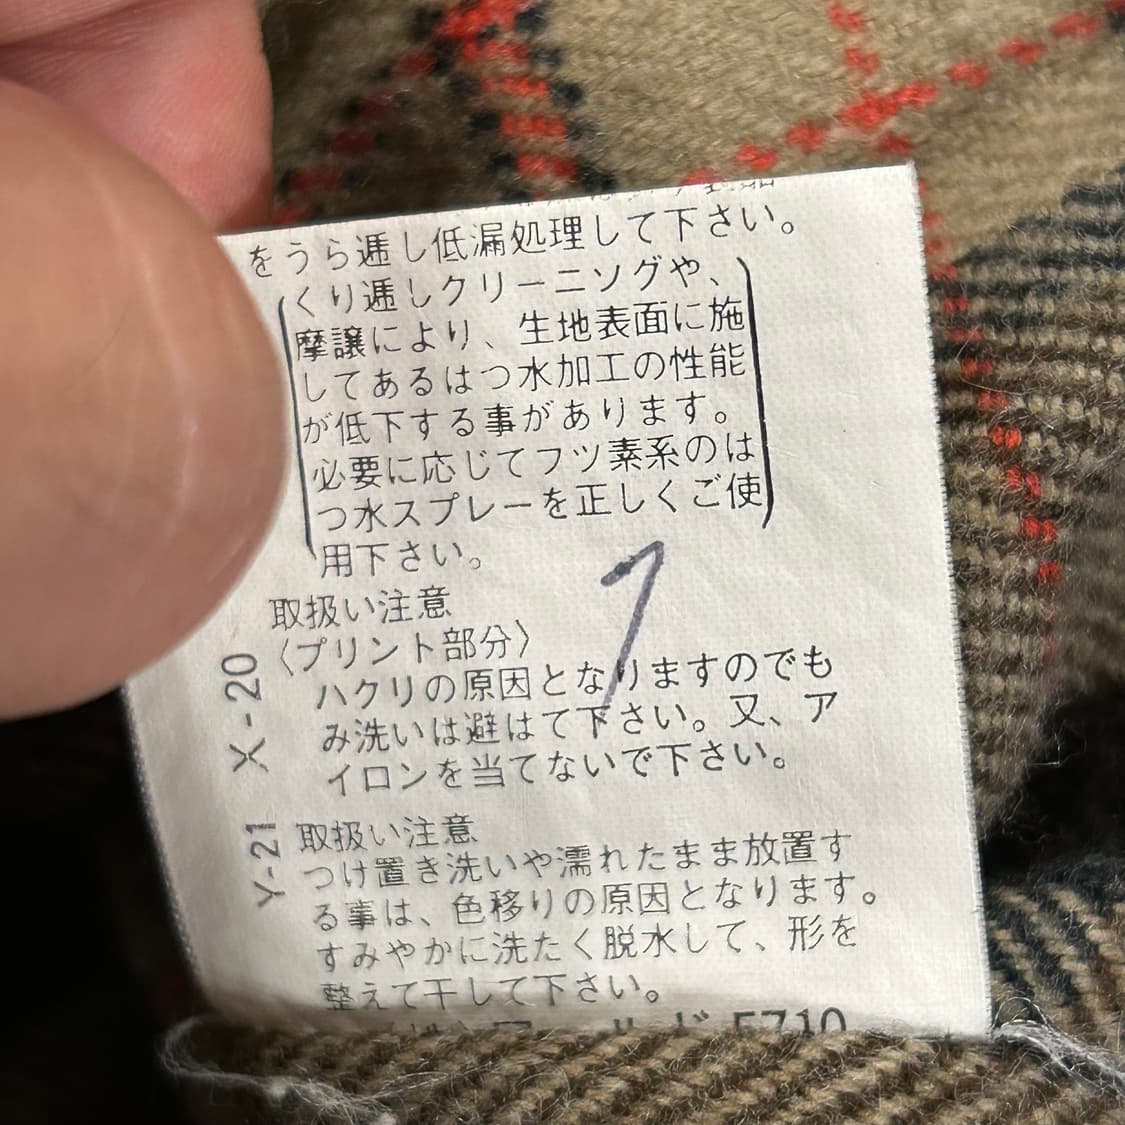 をうら逓し低漏処理して下さい。
くり逓しクリーニソグや、
摩譲により、生地表面に施
してあるはつ水加工の性能
が低下する事があります。
必要に応じてフツ素系のは
つ水スプレーを正しくご使
用下さい。
取扱い注意
〈プリント部分〉
X-20
ハクリの原因となりますのでも
み洗いは避はて下さい。又、ア
イロンを当てないで下さい。
Y-21
取扱い注意
つけ置き洗いや濡れたまま放置す
る事は、色移りの原因となります。
すみやかに洗たく脱水して、形を
整えて干して下さい。
5710